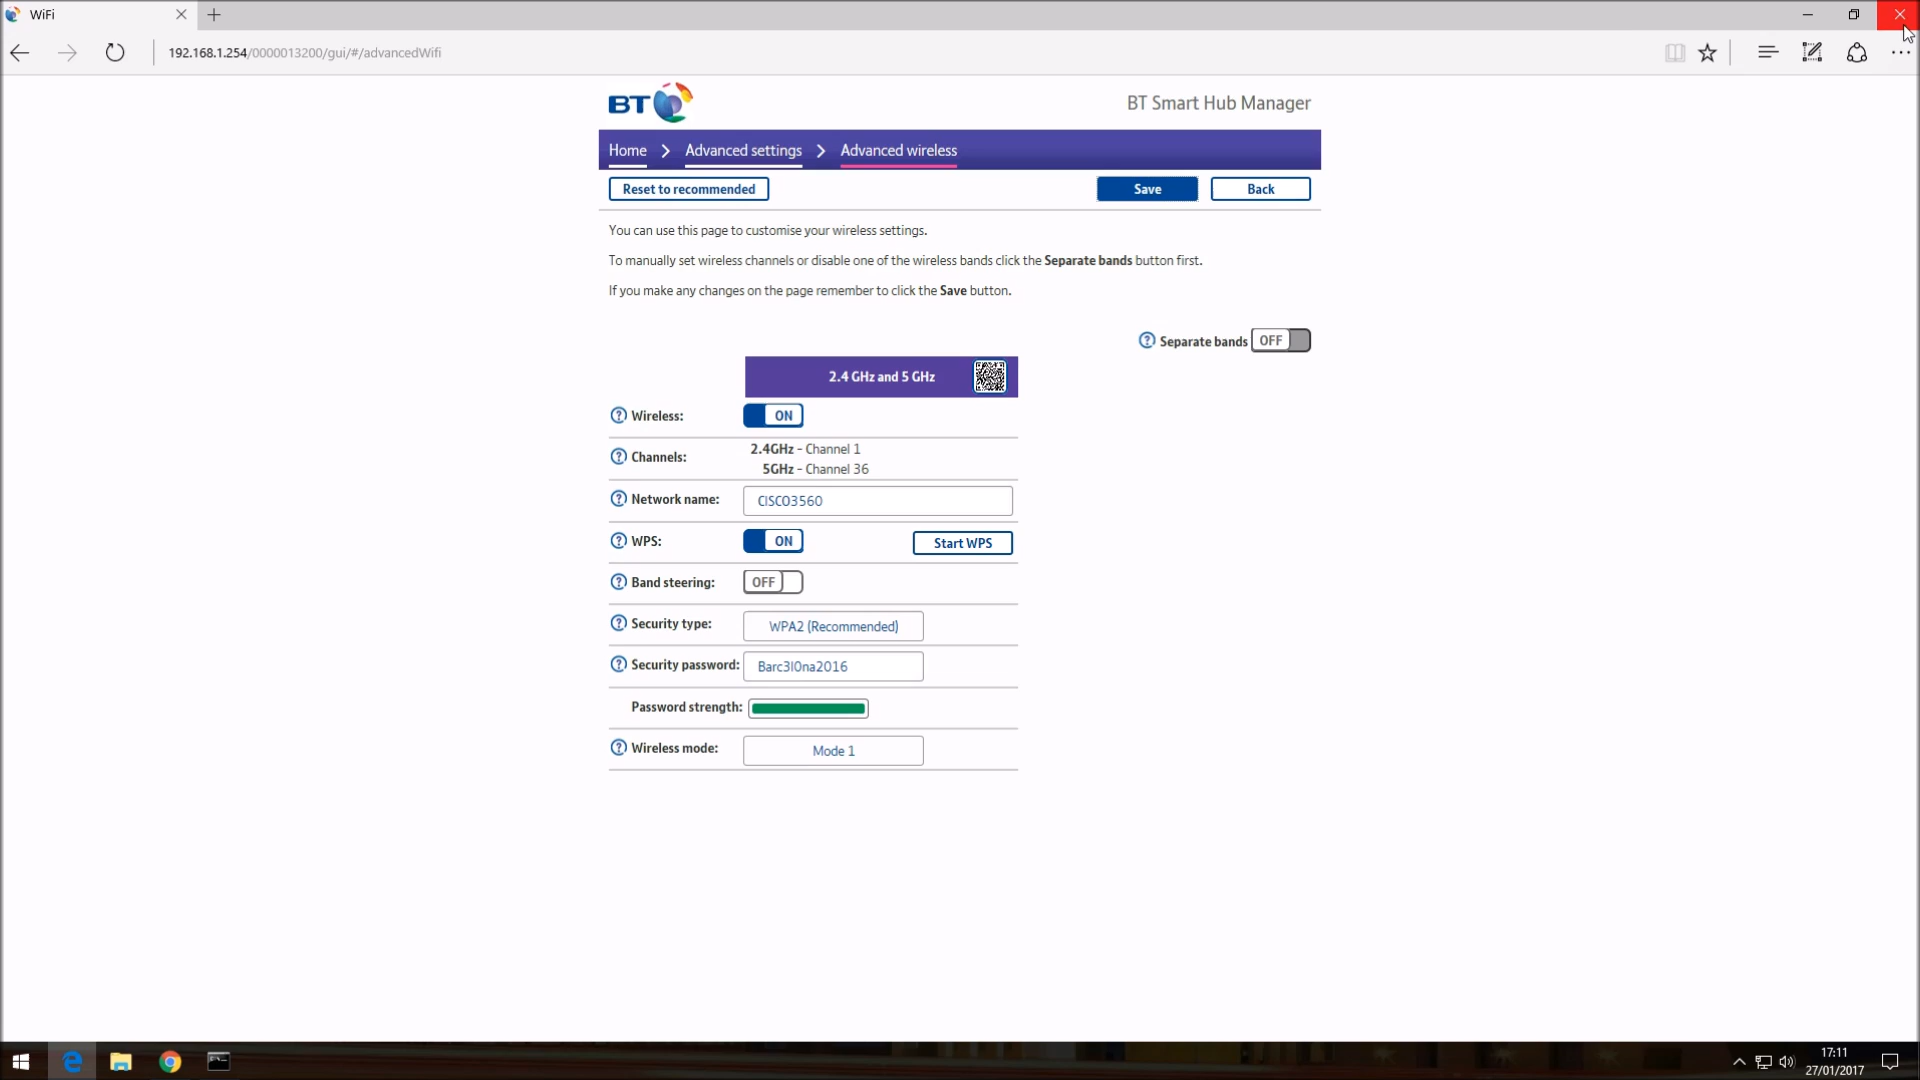 WiFi
192.168.1.254/0000013200/gui/#/advancedWifi
BT
BT Smart Hub Manager
Home > Advanced settings > Advanced wireless
Reset to recommended
Save
Back
You can use this page to customise your wireless settings.
To manually set wireless channels or disable one of the wireless bands click the Separate bands button first.
If you make any changes on the page remember to click the Save button.
? Separate bands OFF
2.4 GHz and 5 GHz
? Wireless: ON
? Channels: 2.4GHz - Channel 1
5GHz - Channel 36
? Network name: CISCO3560
? WPS: ON Start WPS
? Band steering: OFF
? Security type: WPA2 (Recommended)
? Security password: Barc3l0na2016
Password strength:
? Wireless mode: Mode 1
17:11
27/01/2017